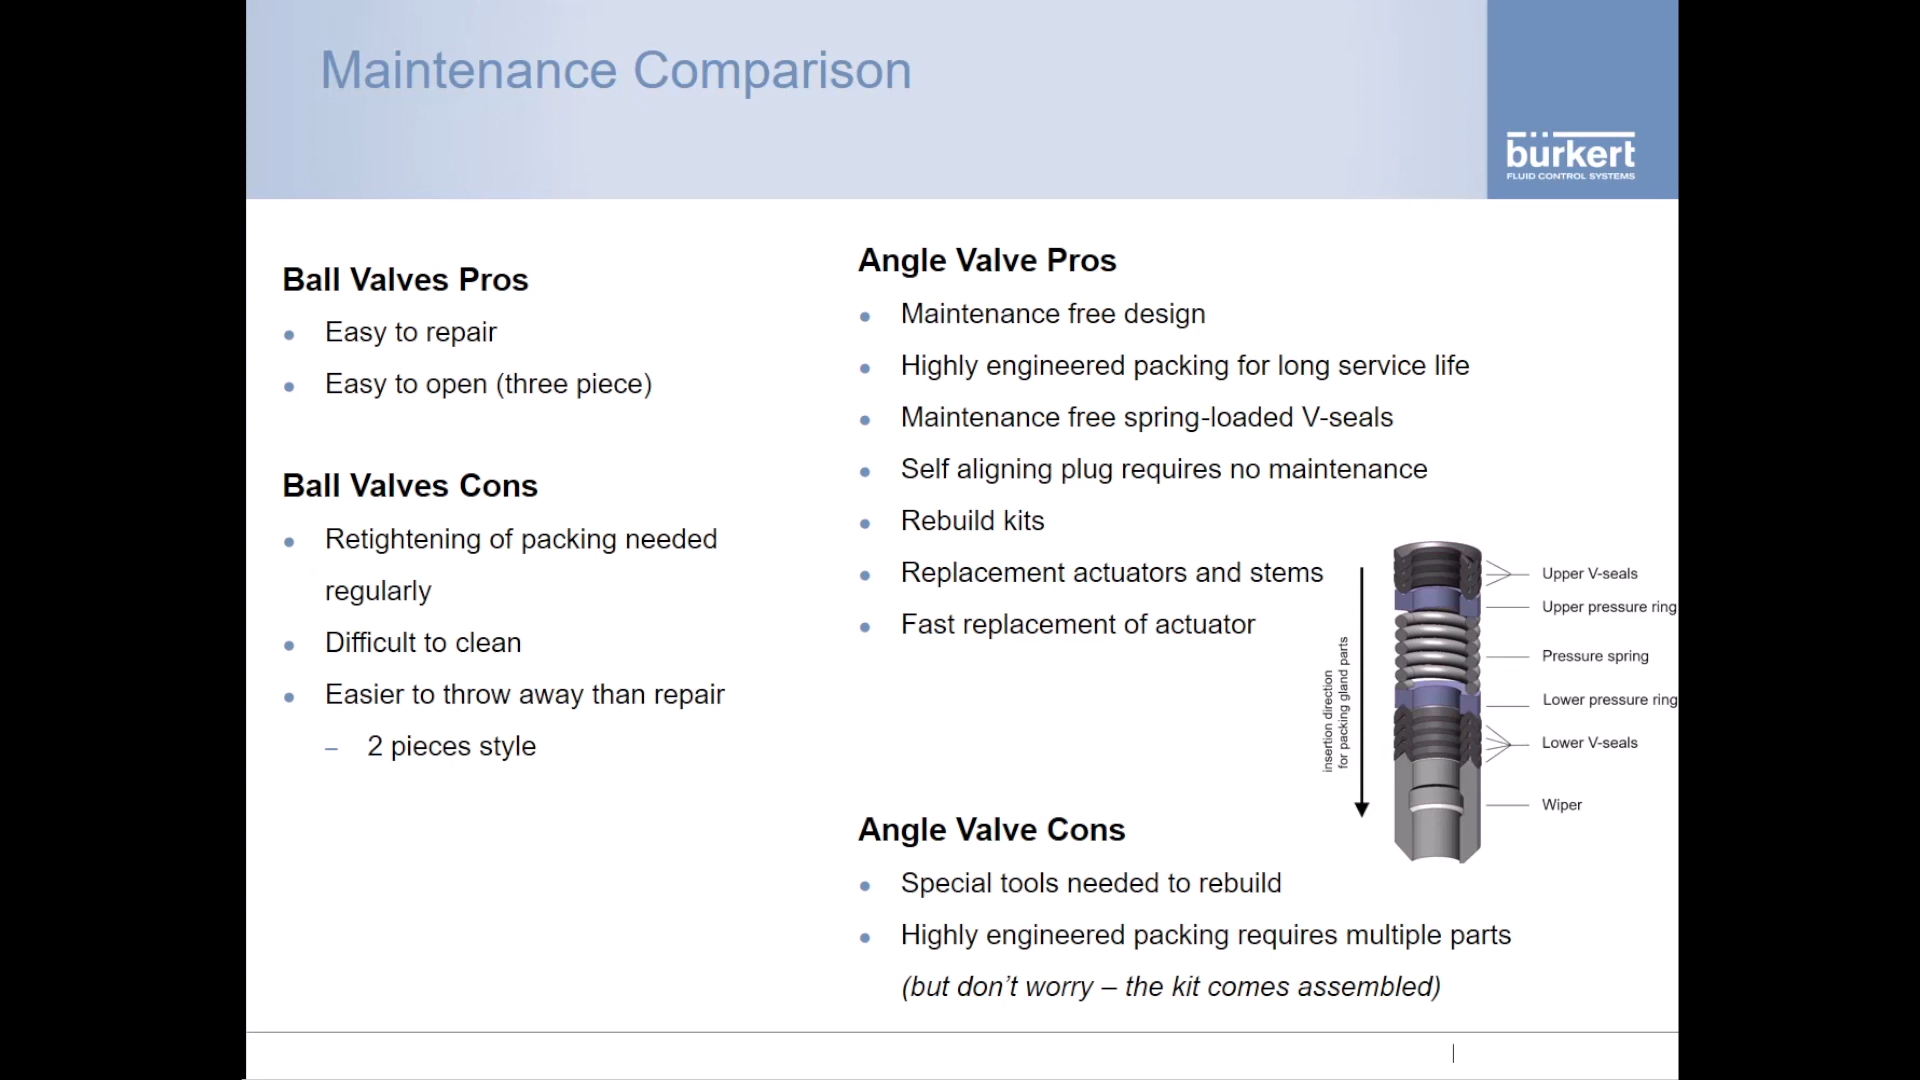 Maintenance Comparison
burkert
FLUID CONTROL SYSTEMS
Ball Valves Pros
Easy to repair
Easy to open (three piece)
Ball Valves Cons
Retightening of packing needed
regularly
Difficult to clean
Easier to throw away than repair
– 2 pieces style
Angle Valve Pros
Maintenance free design
Highly engineered packing for long service life
Maintenance free spring-loaded V-seals
Self aligning plug requires no maintenance
Rebuild kits
Replacement actuators and stems
Fast replacement of actuator
insertion direction
for packing gland parts
Upper V-seals
Upper pressure ring
Pressure spring
Lower pressure ring
Lower V-seals
Wiper
Angle Valve Cons
Special tools needed to rebuild
Highly engineered packing requires multiple parts
(but don't worry – the kit comes assembled)